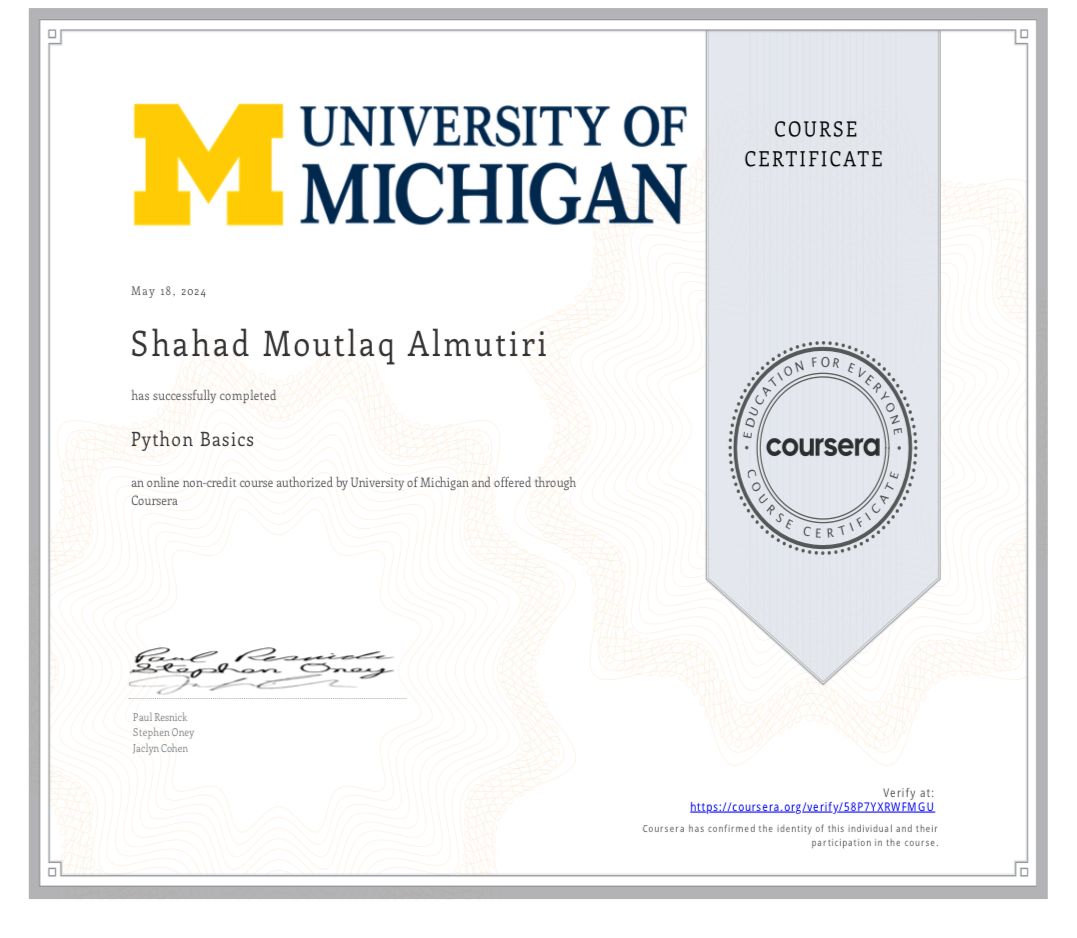 UNIVERSITY OF
MICHIGAN
COURSE
CERTIFICATE
May 18, 2024
Shahad Moutlaq Almutiri
has successfully completed
Python Basics
an online non-credit course authorized by University of Michigan and offered through
Coursera
EDUCATION FOR EVERYONE
coursera
COURSE CERTIFICATE
Paul Resnick
Stephen Oney
Paul Resnick
Stephen Oney
Jaclyn Cohen
Verify at:
https://coursera.org/verify/58P7YXRWFMGU
Coursera has confirmed the identity of this individual and their
participation in the course.